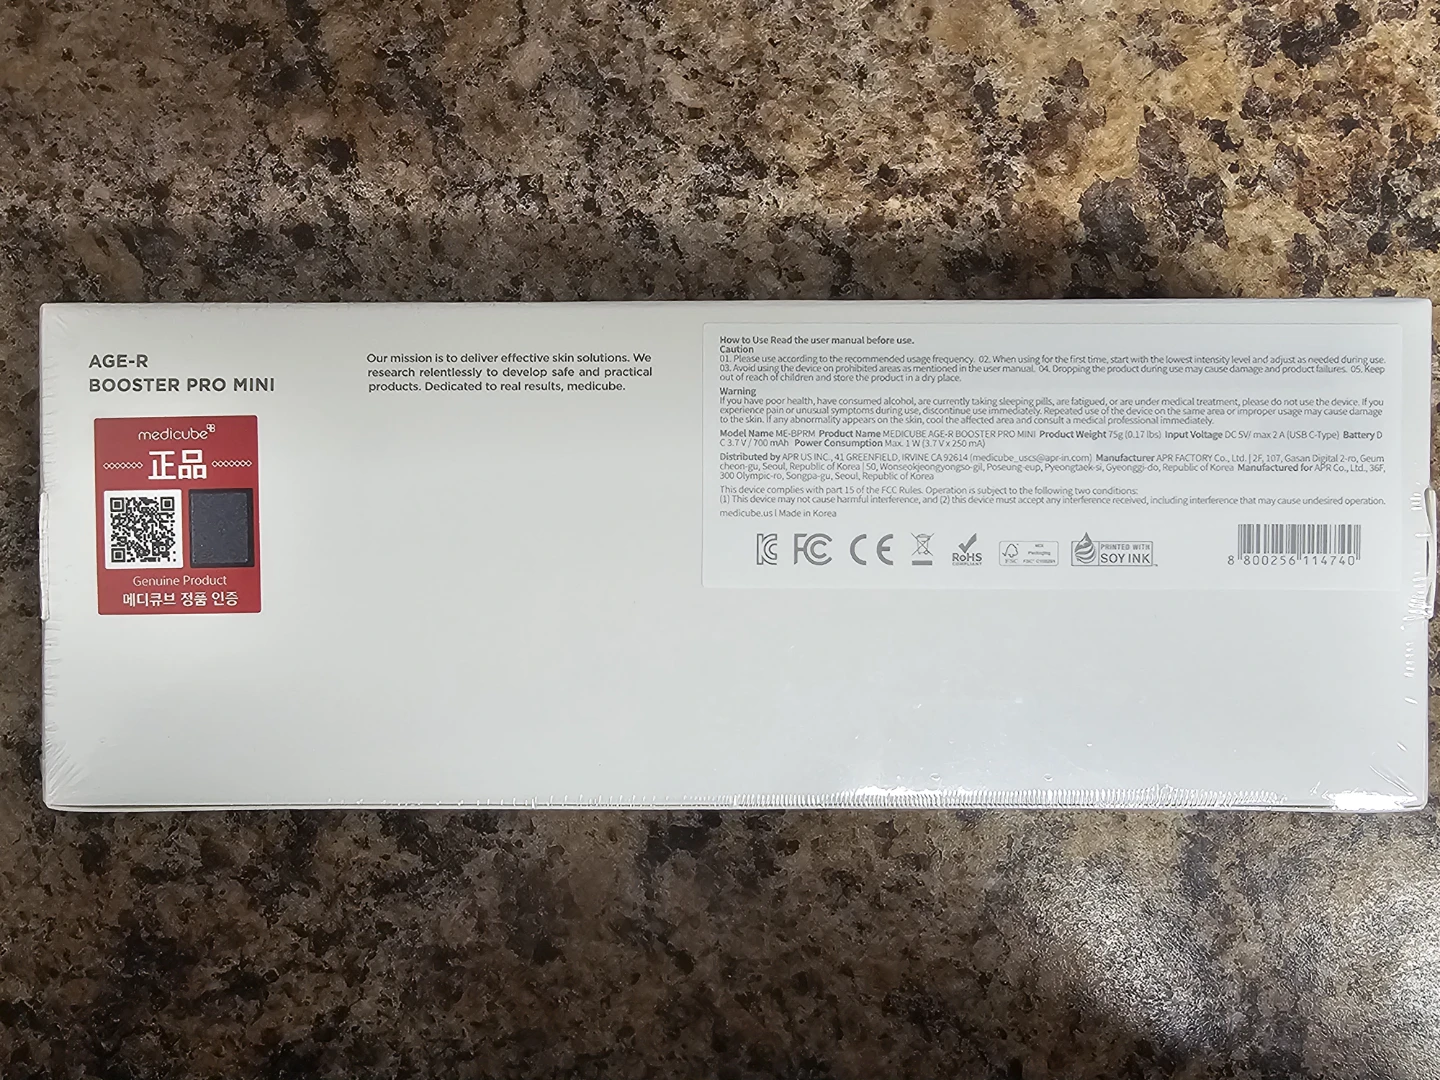 AGE-R
BOOSTER PRO MINI
medicube
正品
Genuine Product
메디큐브 정품 인증
Our mission is to deliver effective skin solutions. We
research relentlessly to develop safe and practical
products. Dedicated to real results, medicube.
How to Use Read the user manual before use.
Caution
01. Please use according to the recommended usage frequency. 02. When using for the first time, start with the lowest intensity level and adjust as needed during use.
03. Avoid using the device on prohibited areas as mentioned in the user manual. 04. Dropping the product during use may cause damage and product failures. 05. Keep
out of reach of children and store the product in a dry place.
Warning
If you have poor health, have consumed alcohol, are currently taking sleeping pills, are fatigued, or are under medical treatment, please do not use the device. If you
experience pain or unusual symptoms during use, discontinue use immediately. Repeated use of the device on the same area or improper usage may cause damage
to the skin. If any abnormality appears on the skin, cool the affected area and consult a medical professional immediately.
Model Name ME-BPRM Product Name MEDICUBE AGE-R BOOSTER PRO MINI Product Weight 75g (0.17 lbs) Input Voltage DC 5V/ max 2 A (USB C-Type) Battery D
C 3.7 V / 700 mAh Power Consumption Max. 1 W (3.7 V x 250 mA)
Distributed by APR US INC., 41 GREENFIELD, IRVINE CA 92614 (medicube_uscs@apr-in.com) Manufacturer APR FACTORY Co., Ltd. | 2F, 107, Gasan Digital 2-ro, Geum
cheon-gu, Seoul, Republic of Korea | 50, Wonseokjeongyongso-gil, Poseung-eup, Pyeongtaek-si, Gyeonggi-do, Republic of Korea Manufactured for APR Co., Ltd., 36F,
300 Olympic-ro, Songpa-gu, Seoul, Republic of Korea
This device complies with part 15 of the FCC Rules. Operation is subject to the following two conditions:
(1) This device may not cause harmful interference, and (2) this device must accept any interference received, including interference that may cause undesired operation.
medicube.us | Made in Korea
FC CE RoHS COMPLIANT FSC MIX Packaging PRINTED WITH SOY INK
8 800256 114740